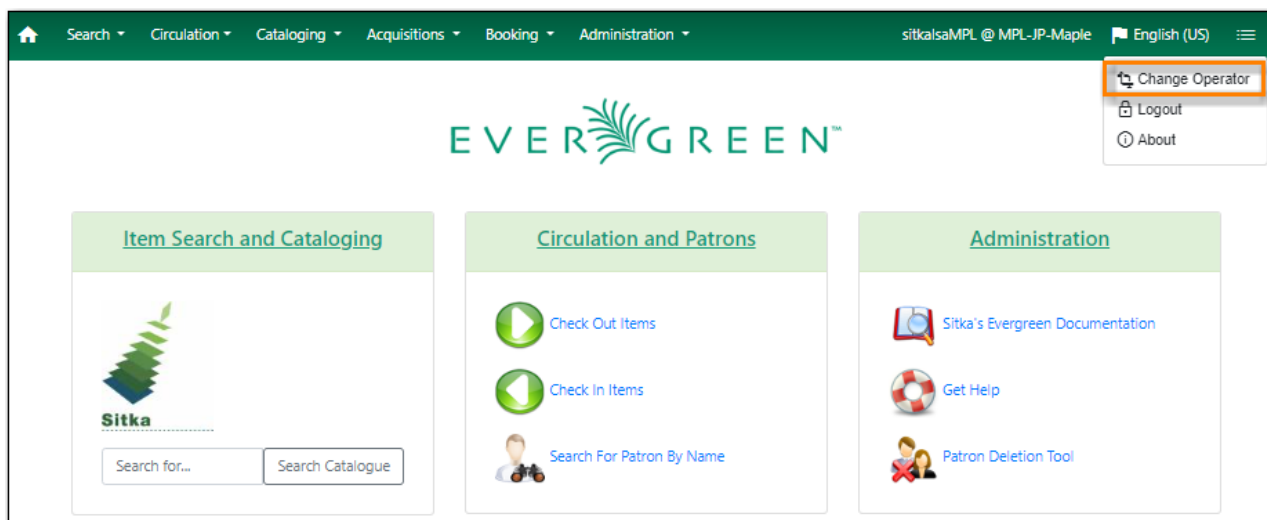 Search Circulation Cataloging Acquisitions Booking Administration sitkalsaMPL @ MPL-JP-Maple English (US)
Change Operator
Logout
About
EVERGREEN™
Item Search and Cataloging
Sitka
Search for... Search Catalogue
Circulation and Patrons
Check Out Items
Check In Items
Search For Patron By Name
Administration
Sitka's Evergreen Documentation
Get Help
Patron Deletion Tool